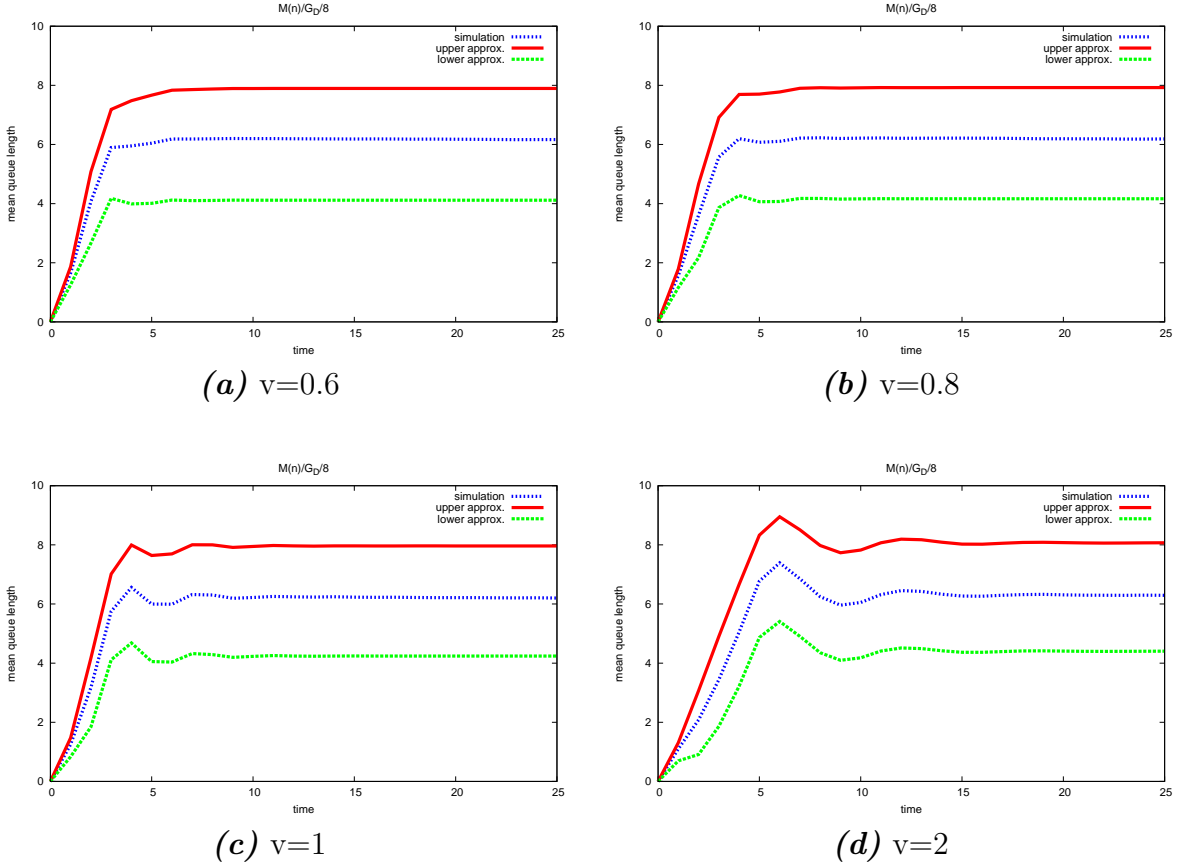 M(n)/G_D/8
simulation
upper approx.
lower approx.
mean queue length
10
8
6
4
2
0
0 5 10 15 20 25
time
(a) v=0.6
M(n)/G_D/8
simulation
upper approx.
lower approx.
mean queue length
10
8
6
4
2
0
0 5 10 15 20 25
time
(b) v=0.8
M(n)/G_D/8
simulation
upper approx.
lower approx.
mean queue length
10
8
6
4
2
0
0 5 10 15 20 25
time
(c) v=1
M(n)/G_D/8
simulation
upper approx.
lower approx.
mean queue length
10
8
6
4
2
0
0 5 10 15 20 25
time
(d) v=2